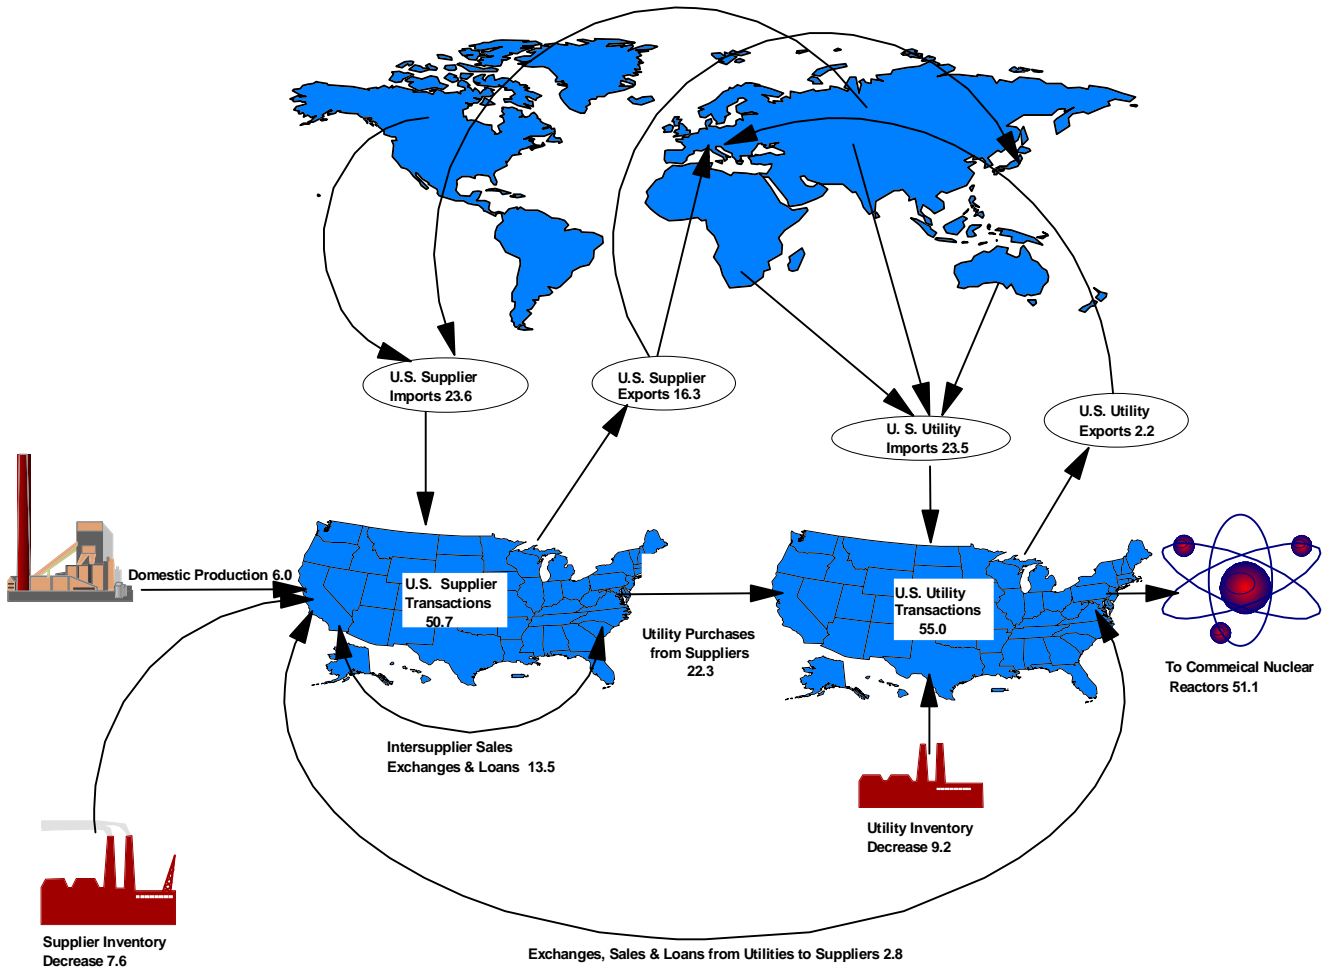 U.S. Supplier
Imports 23.6
U.S. Supplier
Exports 16.3
U. S. Utility
Imports 23.5
U.S. Utility
Exports 2.2
Domestic Production 6.0
U.S. Supplier
Transactions
50.7
Utility Purchases
from Suppliers
22.3
U.S. Utility
Transactions
55.0
To Commeical Nuclear
Reactors 51.1
Intersupplier Sales
Exchanges & Loans 13.5
Utility Inventory
Decrease 9.2
Supplier Inventory
Decrease 7.6
Exchanges, Sales & Loans from Utilities to Suppliers 2.8